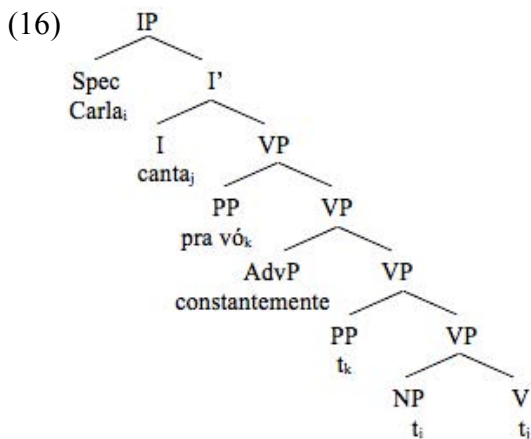 (16) IP
Spec I'
Carlaᵢ
I VP
cantaⱼ
PP VP
pra vóₖ
AdvP VP
constantemente
PP VP
tₖ
NP V
tᵢ tⱼ